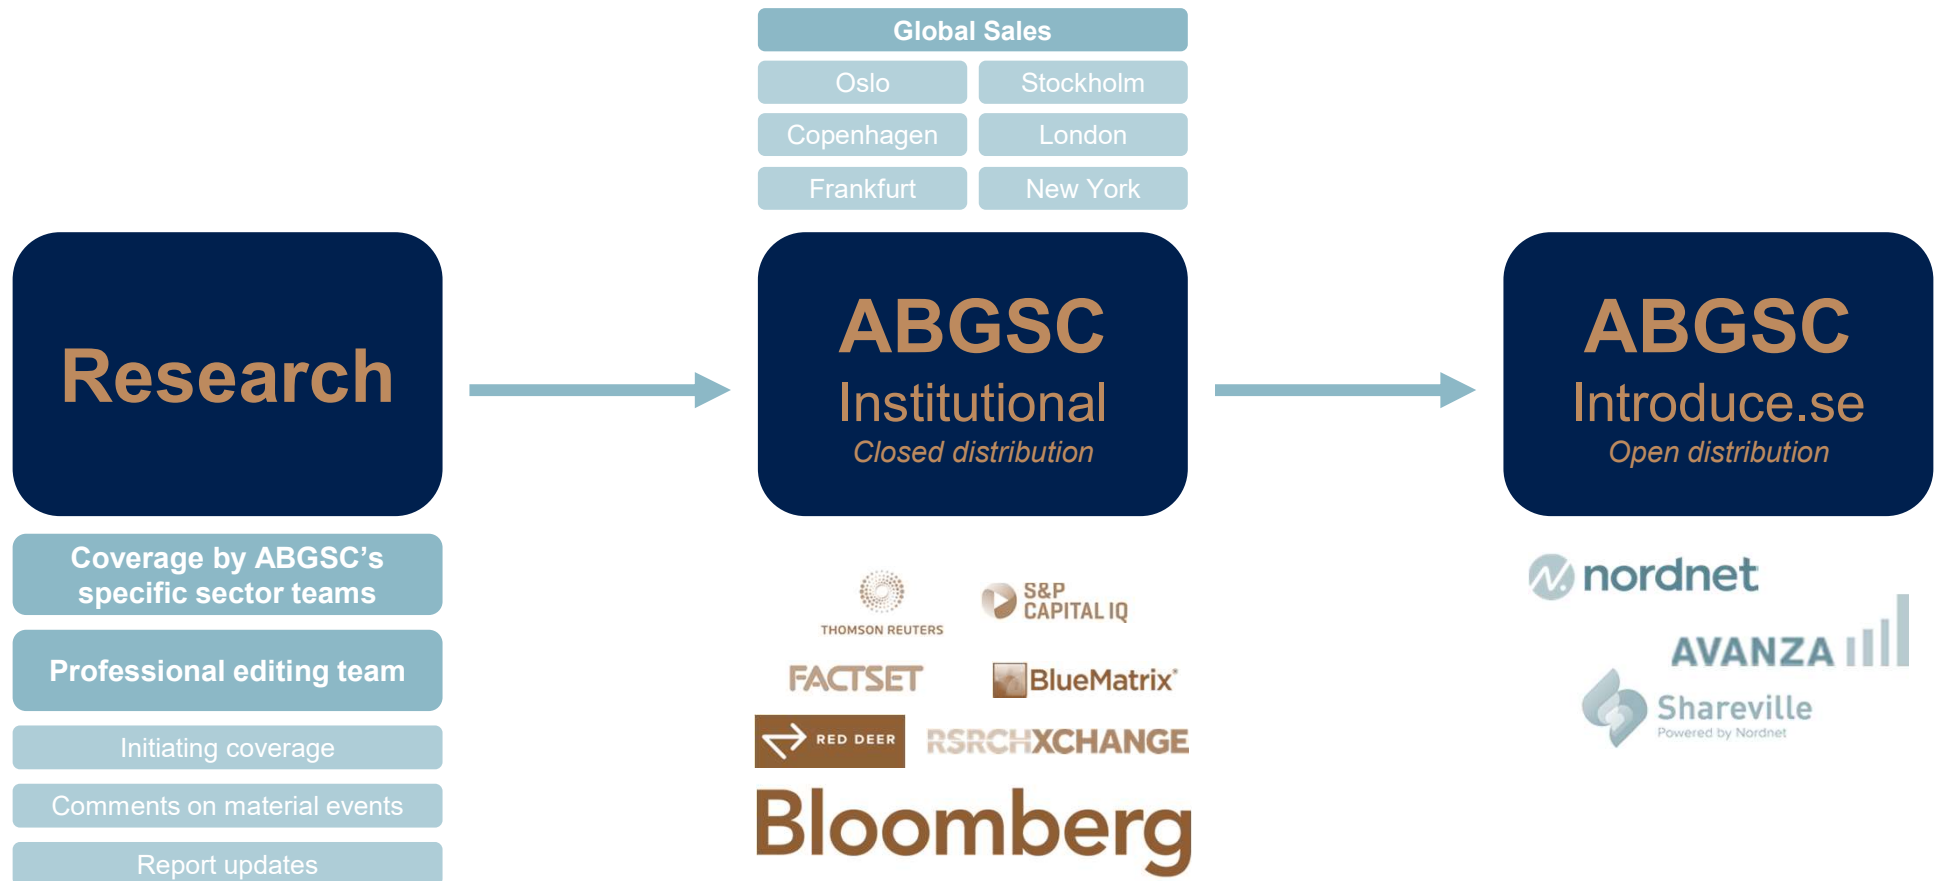 Global Sales
Oslo
Stockholm
Copenhagen
London
Frankfurt
New York
Research
Coverage by ABGSC's
specific sector teams
Professional editing team
Initiating coverage
Comments on material events
Report updates
ABGSC
Institutional
Closed distribution
THOMSON REUTERS
S&P
CAPITAL IQ
FACTSET
BlueMatrix®
RED DEER
RSRCHXCHANGE
Bloomberg
ABGSC
Introduce.se
Open distribution
nordnet
AVANZA
Shareville
Powered by Nordnet